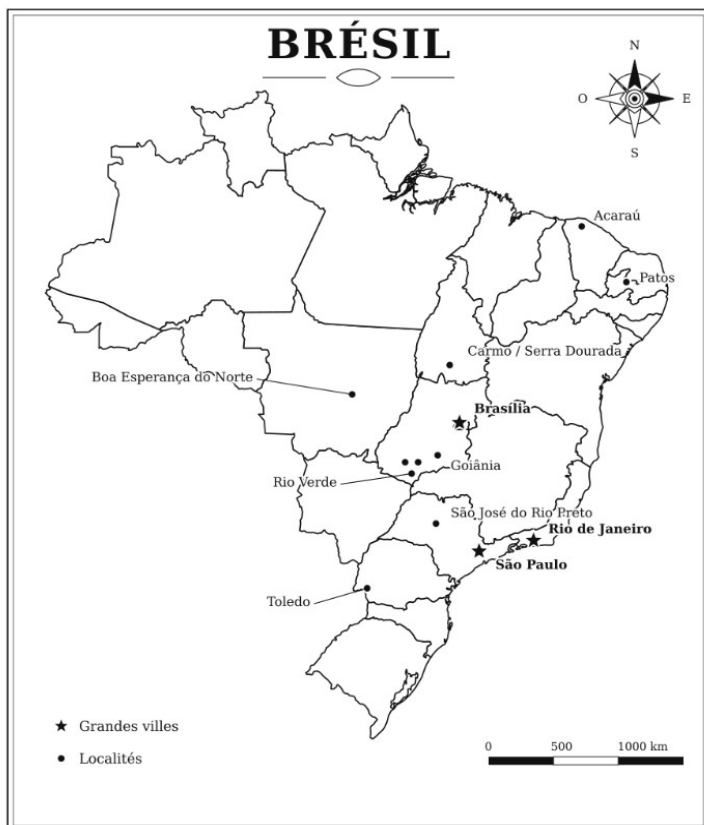 BRÉSIL
N
O
E
S
Acaraú
Patos
Carmo / Serra Dourada
Boa Esperança do Norte
Brasília
Goiânia
Rio Verde
São José do Rio Preto
Rio de Janeiro
São Paulo
Toledo
Grandes villes
Localités
0 500 1000 km